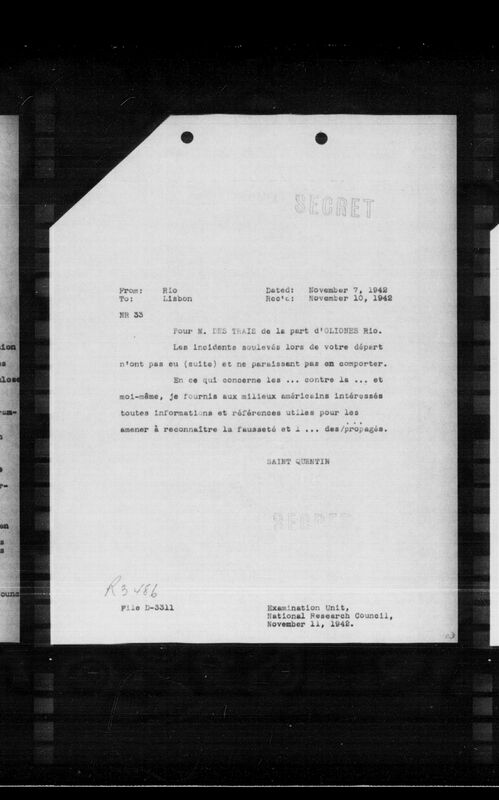 SECRET
From: Rio Dated: November 7, 1942
To: Lisbon Rec'd: November 10, 1942
NR 33
Pour M. DES TRAIS de la part d'OLIONES Rio.
Les incidents soulevés lors de votre départ
n'ont pas eu (suite) et ne paraissent pas en comporter.
En ce qui concerne les ... contre la ... et
moi-même, je fournis aux milieux américains intéressés
toutes informations et références utiles pour les
amener à reconnaître la fausseté et l ... des/propagés.
SAINT QUENTIN
SECRET
R3486
File D-3311
Examination Unit,
National Research Council,
November 11, 1942.